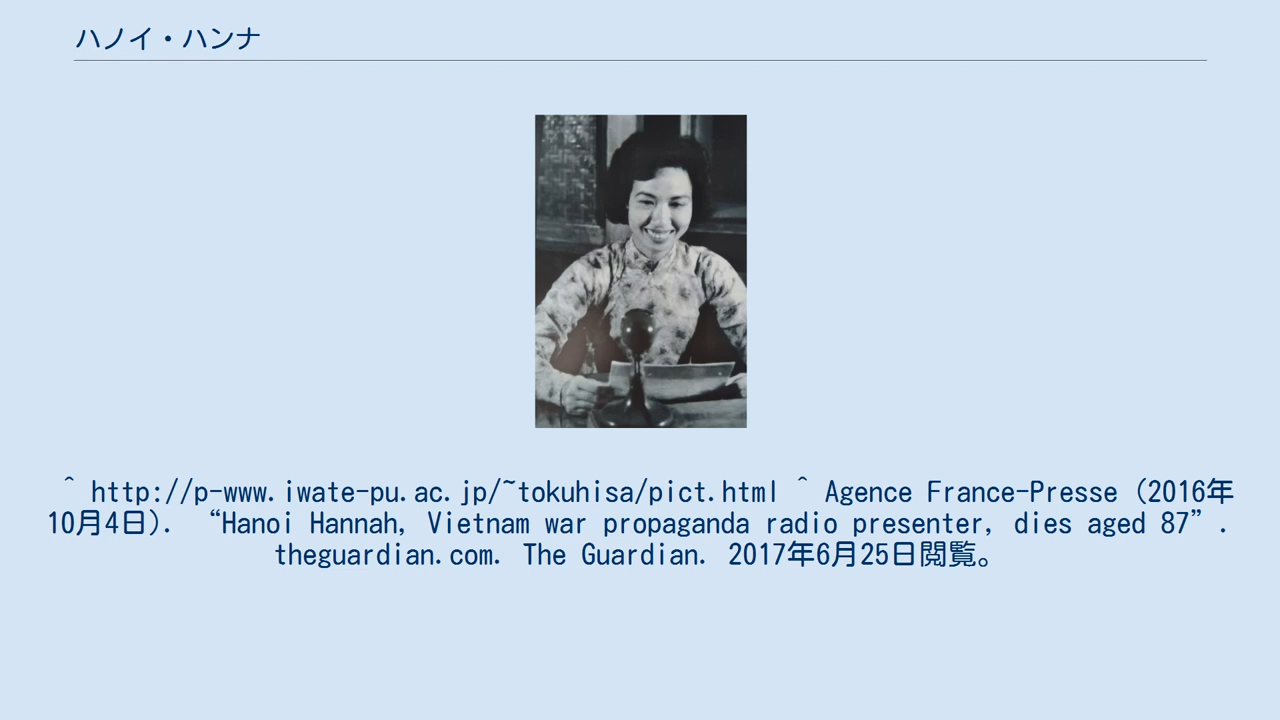 ハノイ・ハンナ
^ http://p-www.iwate-pu.ac.jp/~tokuhisa/pict.html ^ Agence France-Presse (2016年
10月4日). “Hanoi Hannah, Vietnam war propaganda radio presenter, dies aged 87”.
theguardian.com. The Guardian. 2017年6月25日閲覧。